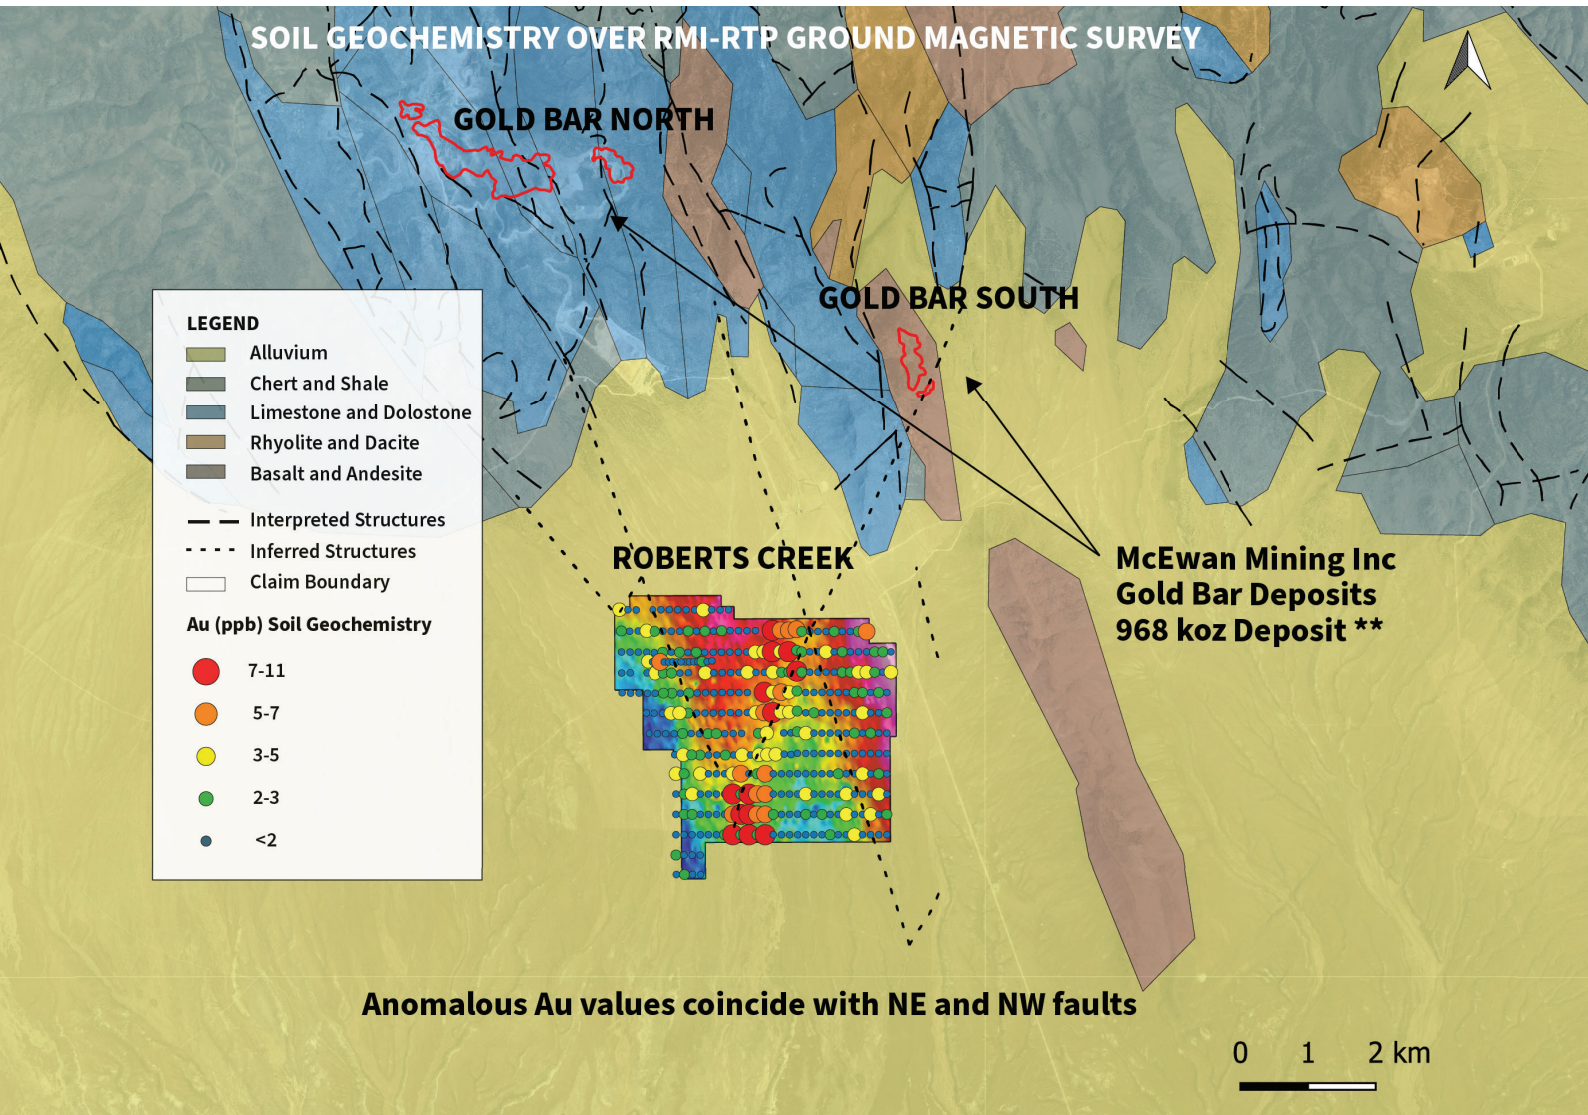 SOIL GEOCHEMISTRY OVER RMI-RTP GROUND MAGNETIC SURVEY
GOLD BAR NORTH
GOLD BAR SOUTH
LEGEND
Alluvium
Chert and Shale
Limestone and Dolostone
Rhyolite and Dacite
Basalt and Andesite
Interpreted Structures
Inferred Structures
Claim Boundary
Au (ppb) Soil Geochemistry
7-11
5-7
3-5
2-3
<2
ROBERTS CREEK
McEwan Mining Inc
Gold Bar Deposits
968 koz Deposit **
Anomalous Au values coincide with NE and NW faults
0 1 2 km